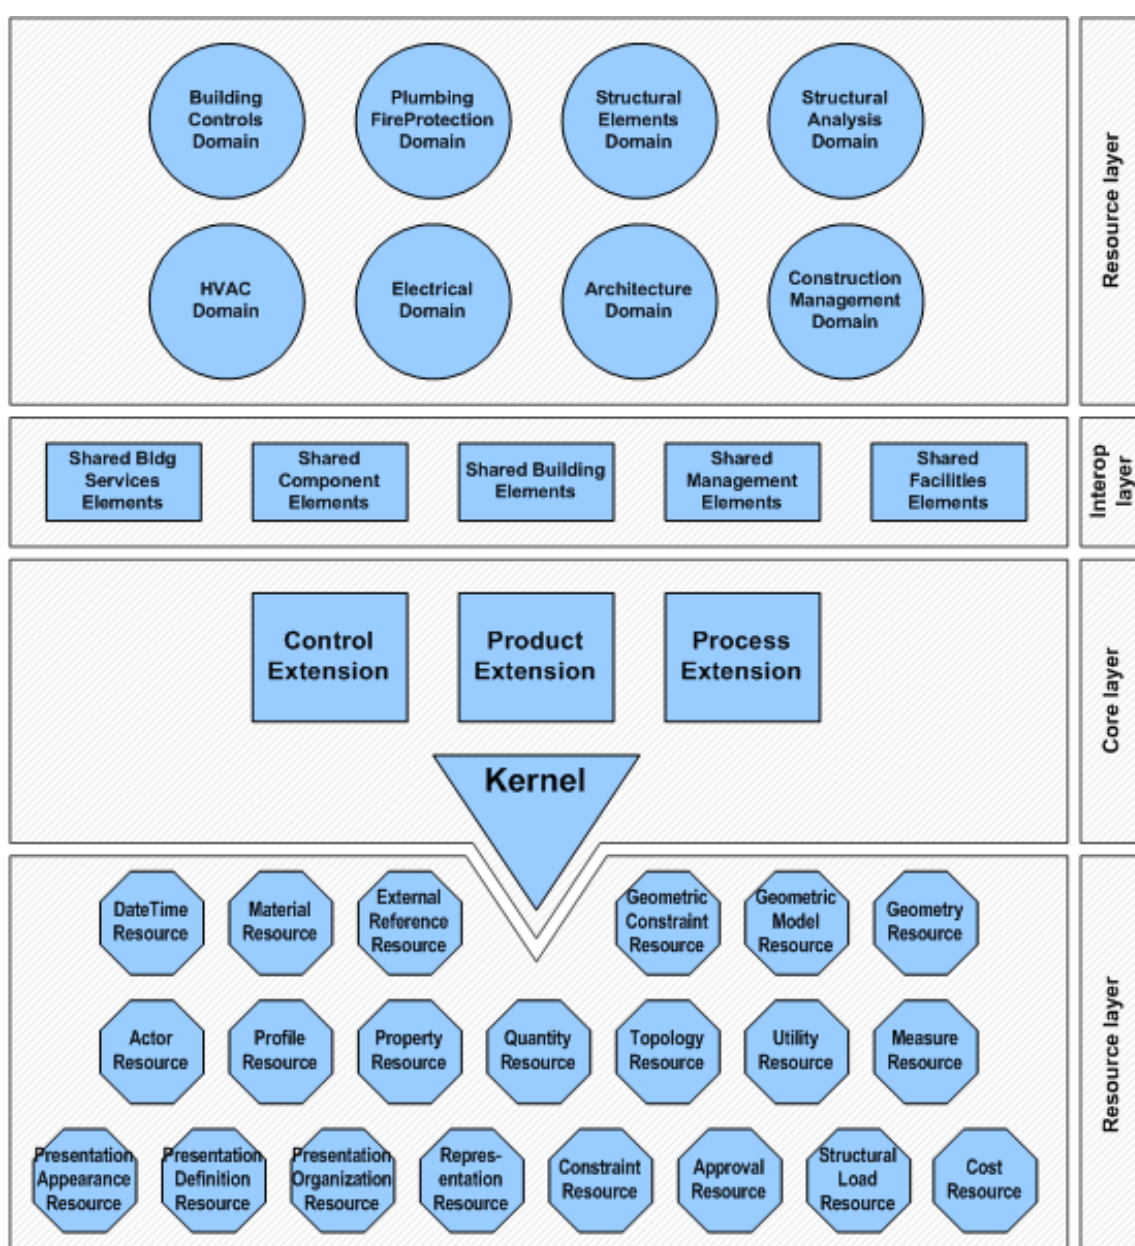 Building
Controls
Domain
Plumbing
FireProtection
Domain
Structural
Elements
Domain
Structural
Analysis
Domain
HVAC
Domain
Electrical
Domain
Architecture
Domain
Construction
Management
Domain
Resource layer
Shared Bldg
Services
Elements
Shared
Component
Elements
Shared Building
Elements
Shared
Management
Elements
Shared
Facilities
Elements
Interop
layer
Control
Extension
Product
Extension
Process
Extension
Kernel
Core layer
DateTime
Resource
Material
Resource
External
Reference
Resource
Geometric
Constraint
Resource
Geometric
Model
Resource
Geometry
Resource
Actor
Resource
Profile
Resource
Property
Resource
Quantity
Resource
Topology
Resource
Utility
Resource
Measure
Resource
Presentation
Appearance
Resource
Presentation
Definition
Resource
Presentation
Organization
Resource
Repres-
entation
Resource
Constraint
Resource
Approval
Resource
Structural
Load
Resource
Cost
Resource
Resource layer